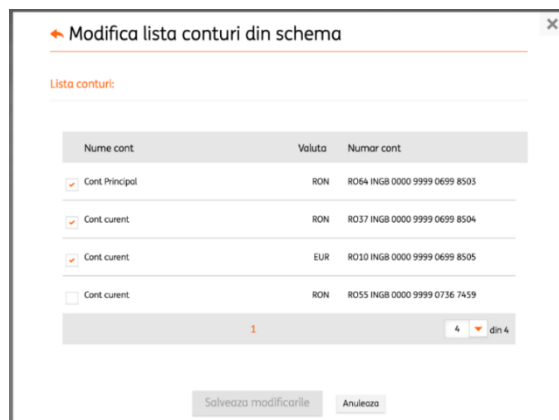 Modifica lista conturi din schema
Lista conturi:
Nume cont Valuta Numar cont
Cont Principal RON RO64 INGB 0000 9999 0699 8503
Cont curent RON RO37 INGB 0000 9999 0699 8504
Cont curent EUR RO10 INGB 0000 9999 0699 8505
Cont curent RON RO55 INGB 0000 9999 0736 7459
1 4 din 4
Salveaza modificarile Anuleaza